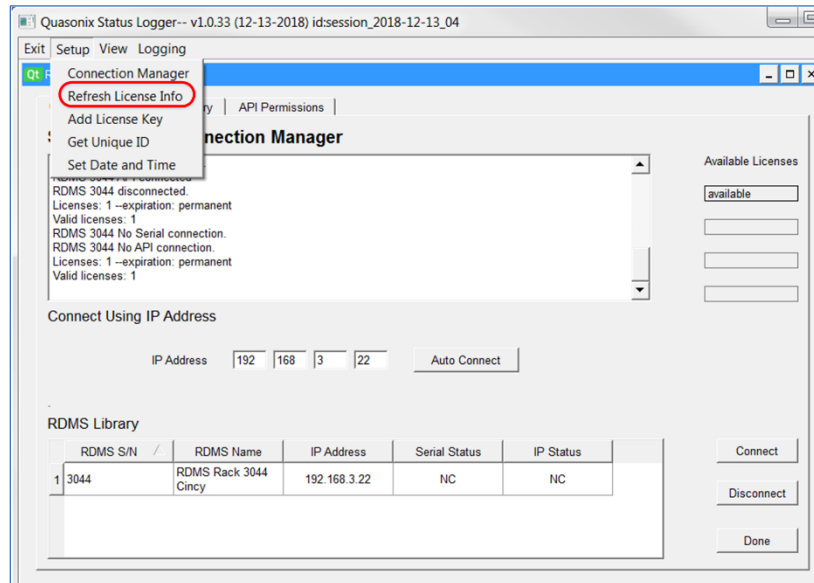 Quasonix Status Logger-- v1.0.33 (12-13-2018) id:session_2018-12-13_04
Exit Setup View Logging
Qt
Connection Manager
Refresh License Info
Add License Key
Get Unique ID
Set Date and Time
ry API Permissions
nection Manager
RDMS 3044 disconnected.
Licenses: 1 --expiration: permanent
Valid licenses: 1
RDMS 3044 No Serial connection.
RDMS 3044 No API connection.
Licenses: 1 --expiration: permanent
Valid licenses: 1
Available Licenses
available
Connect Using IP Address
IP Address 192 168 3 22 Auto Connect
RDMS Library
RDMS S/N RDMS Name IP Address Serial Status IP Status
1 3044 RDMS Rack 3044 Cincy 192.168.3.22 NC NC
Connect
Disconnect
Done